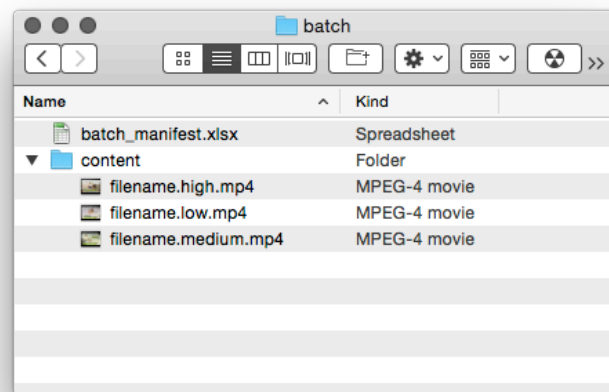 batch
Name Kind
batch_manifest.xlsx Spreadsheet
content Folder
filename.high.mp4 MPEG-4 movie
filename.low.mp4 MPEG-4 movie
filename.medium.mp4 MPEG-4 movie